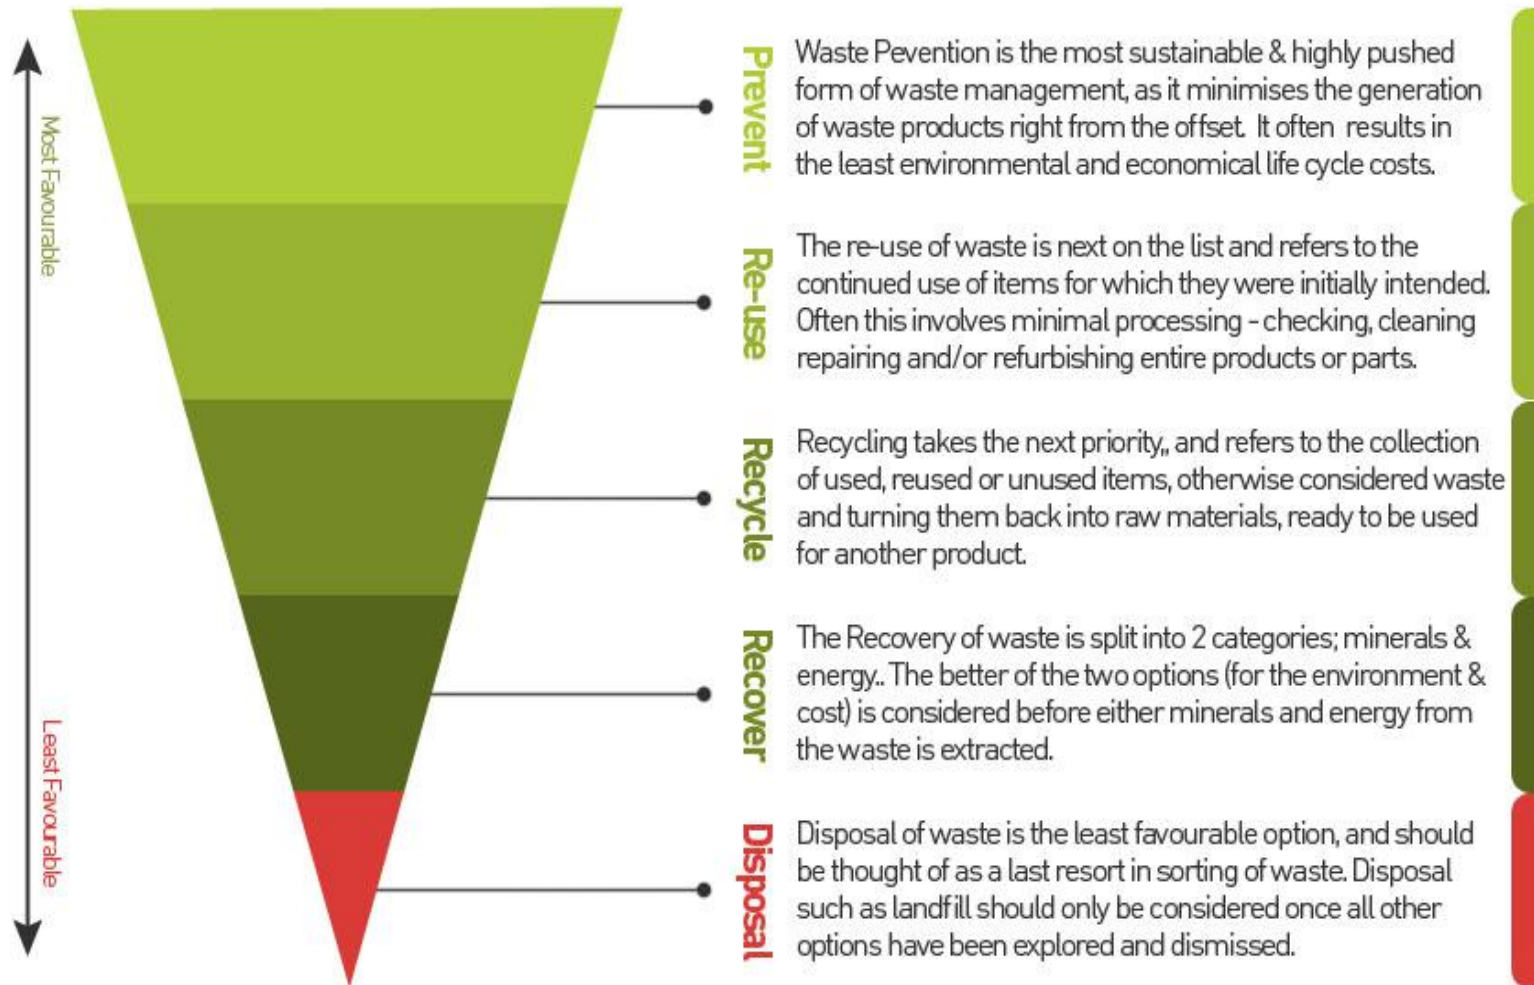 Most Favourable
Least Favourable
Prevent
Waste Pevention is the most sustainable & highly pushed
form of waste management, as it minimises the generation
of waste products right from the offset. It often results in
the least environmental and economical life cycle costs.
Re-use
The re-use of waste is next on the list and refers to the
continued use of items for which they were initially intended.
Often this involves minimal processing - checking, cleaning
repairing and/or refurbishing entire products or parts.
Recycle
Recycling takes the next priority,, and refers to the collection
of used, reused or unused items, otherwise considered waste
and turning them back into raw materials, ready to be used
for another product.
Recover
The Recovery of waste is split into 2 categories; minerals &
energy.. The better of the two options (for the environment &
cost) is considered before either minerals and energy from
the waste is extracted.
Disposal
Disposal of waste is the least favourable option, and should
be thought of as a last resort in sorting of waste. Disposal
such as landfill should only be considered once all other
options have been explored and dismissed.